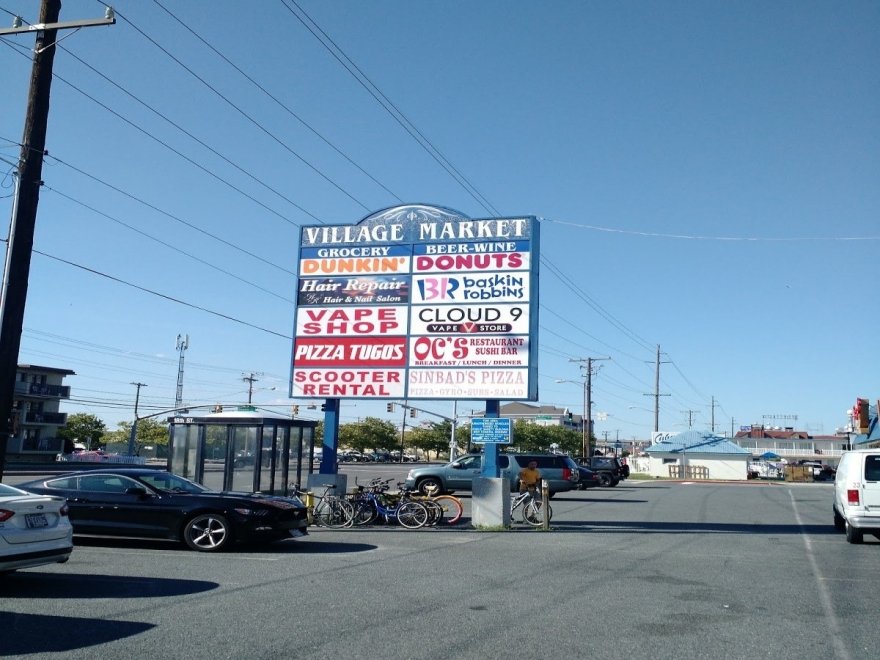 VILLAGE MARKET
GROCERY
BEER-WINE
DUNKIN'
DONUTS
Hair Repair
Hair & Nail Salon
BR baskin robbins
VAPE SHOP
CLOUD 9
VAPE STORE
PIZZA TUGOS
OC'S RESTAURANT
SUSHI BAR
BREAKFAST / LUNCH / DINNER
SCOOTER RENTAL
SINBAD'S PIZZA
PIZZA-GYRO-SUBS-SALAD
18th ST.